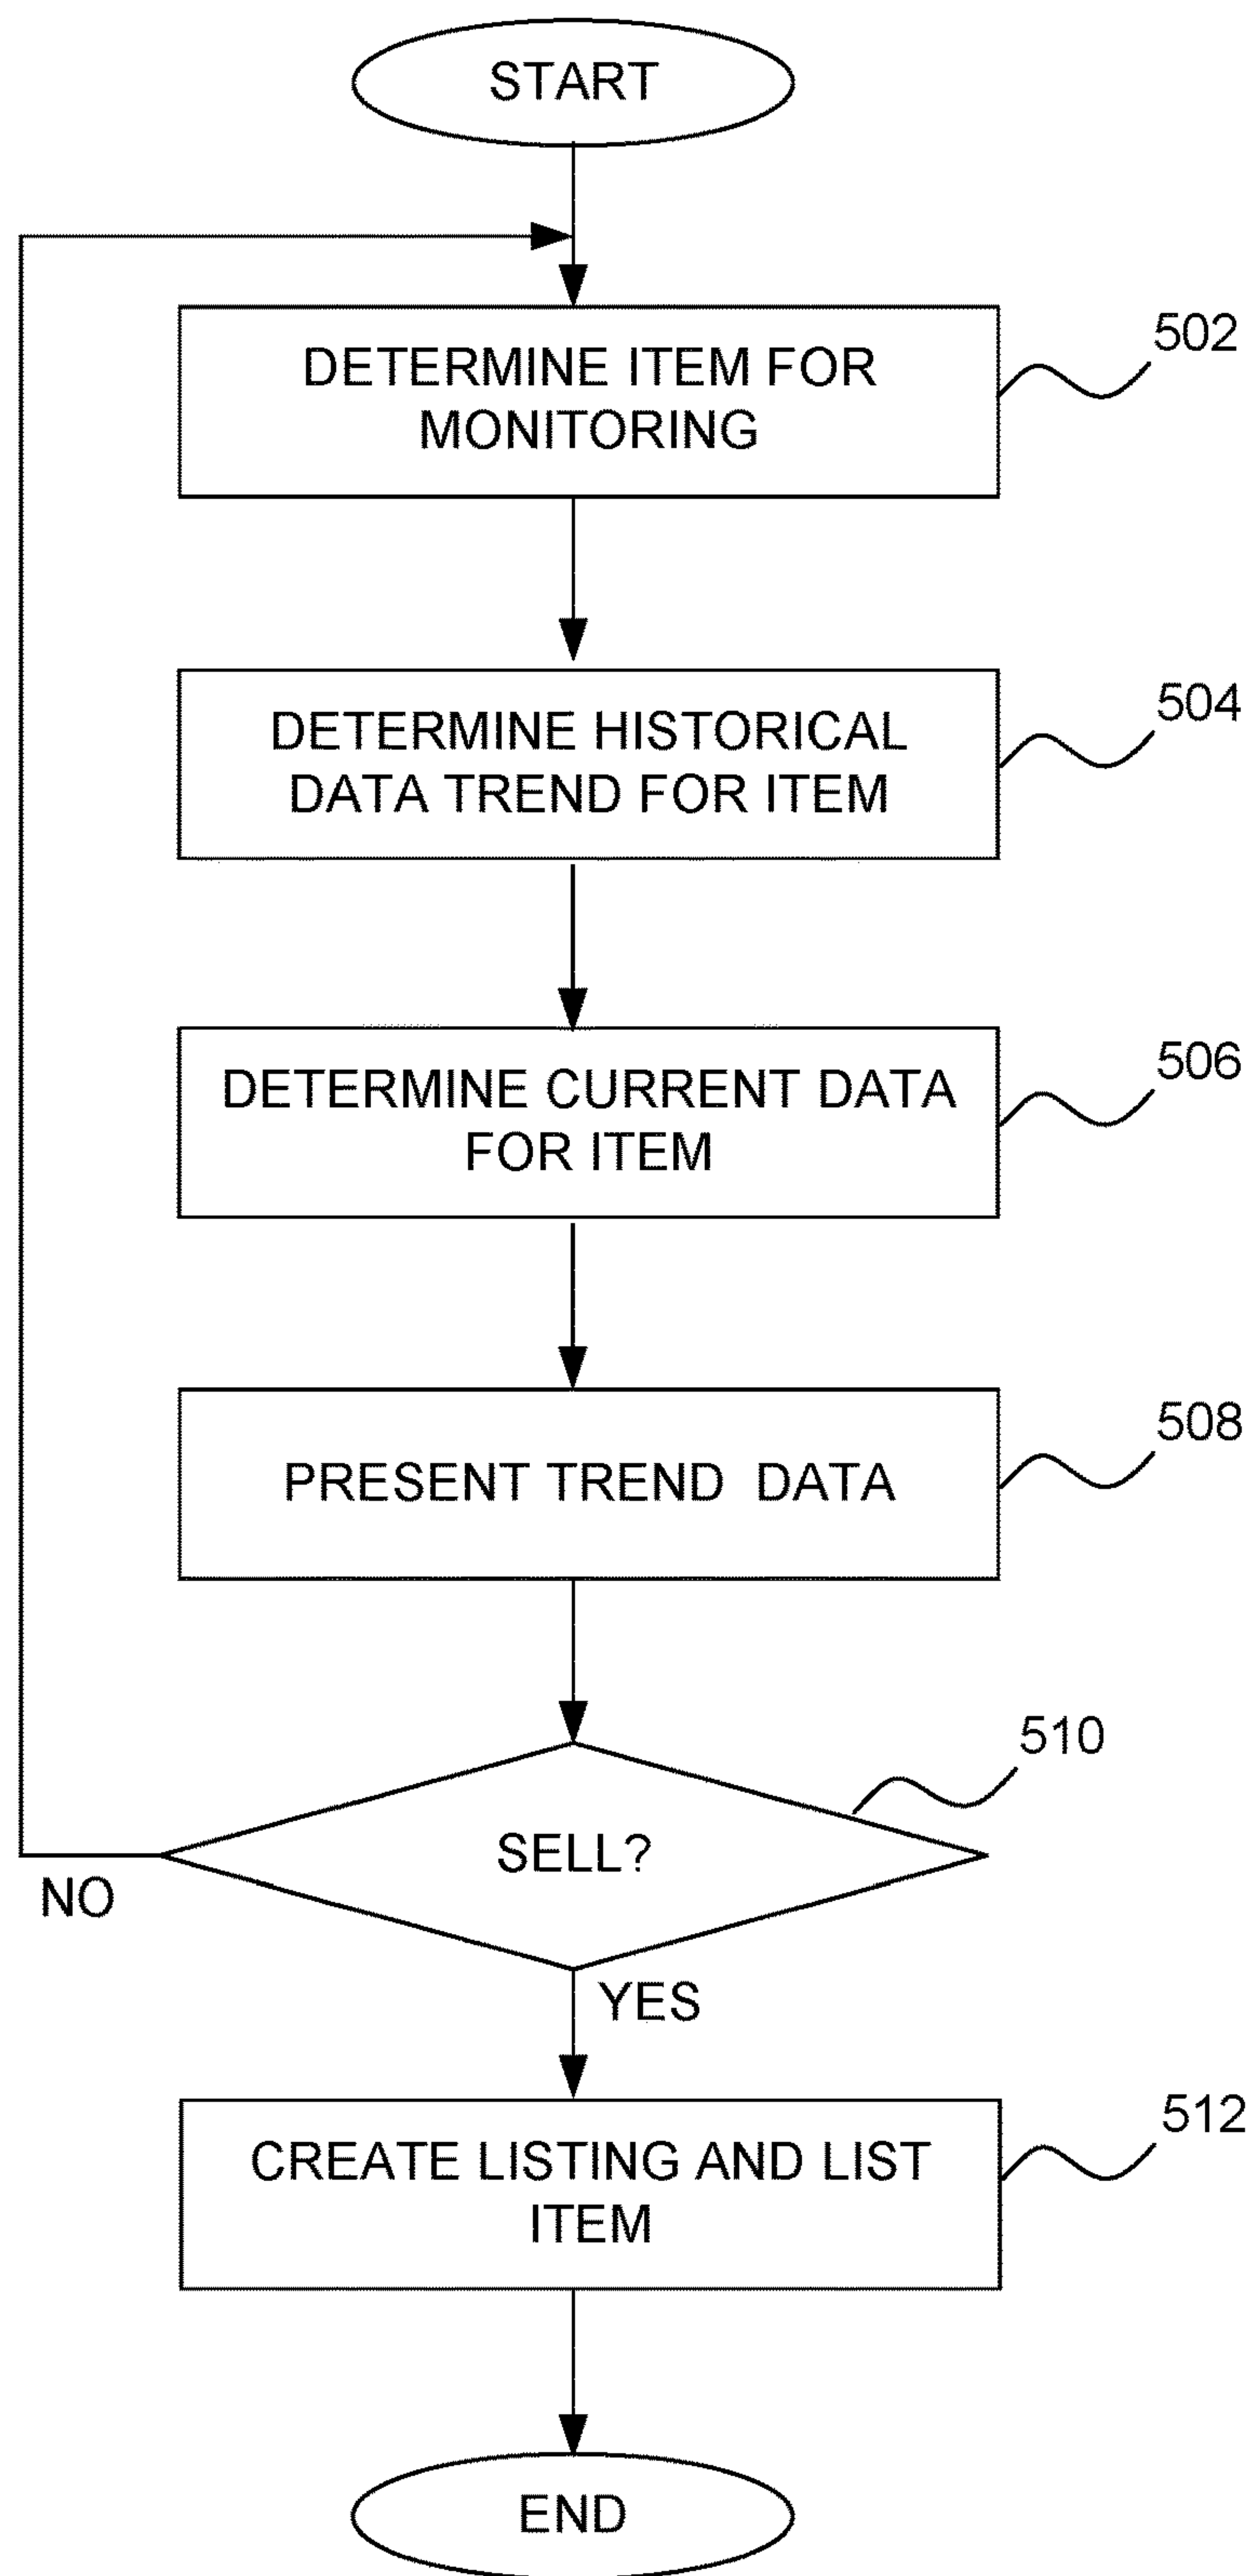 START
DETERMINE ITEM FOR
MONITORING
502
DETERMINE HISTORICAL
DATA TREND FOR ITEM
504
DETERMINE CURRENT DATA
FOR ITEM
506
PRESENT TREND DATA
508
SELL?
510
NO
YES
CREATE LISTING AND LIST
ITEM
512
END